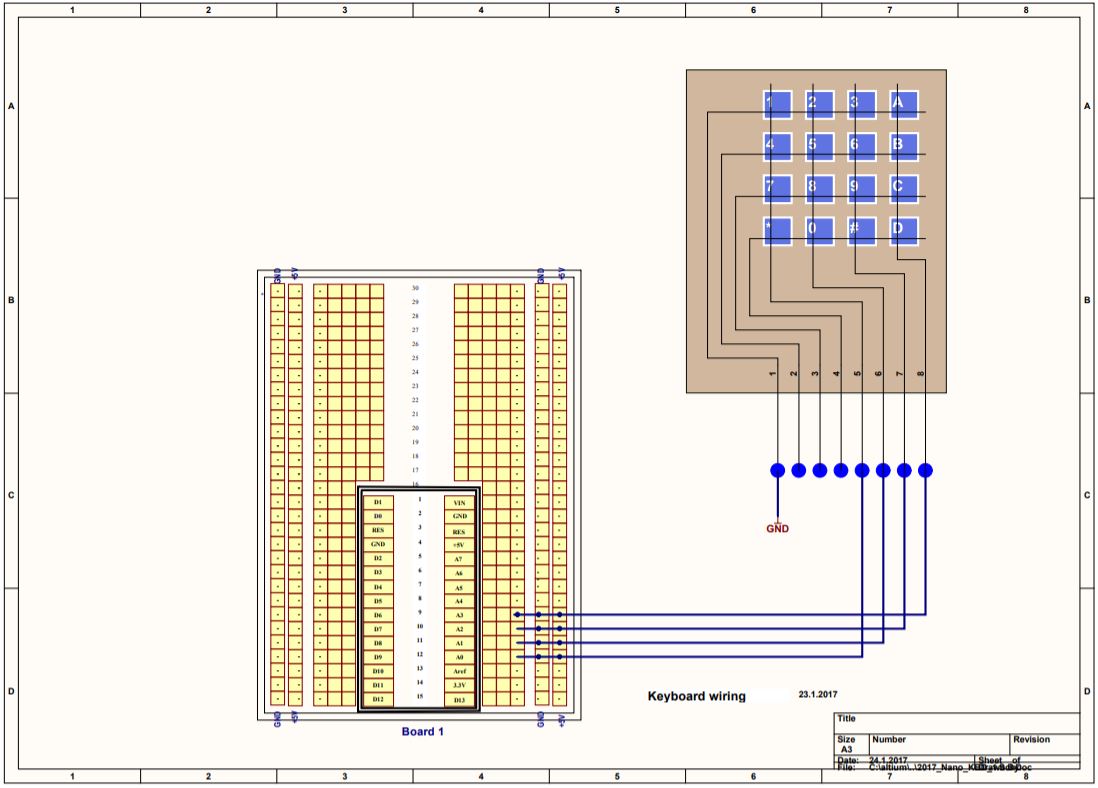 1 2 3 4 5 6 7 8
A A
1 2 3 A
4 5 6 B
7 8 9 C
* 0 # D
GND +5V GND +5V
30
B B
29
28
27
26
25
24
23
1 2 3 4 5 6 7 8
22
21
20
19
18
17
16
C C
D1 1 VIN
D0 2 GND
RES 3 RES
GND
GND 4 +5V
D2 5 A7
D3 6 A6
D4 7 A5
D5 8 A4
D6 9 A3
D7 10 A2
D8 11 A1
D9 12 A0
D10 13 Aref
D11 14 3.3V
D12 15 D13
D D
Keyboard wiring 23.1.2017
GND +5V GND +5V
Board 1
Title
Size Number Revision
A3
Date: 24.1.2017 Sheet of
File: C:\altium\..\2017_Nano_
1 2 3 4 5 6 7 8